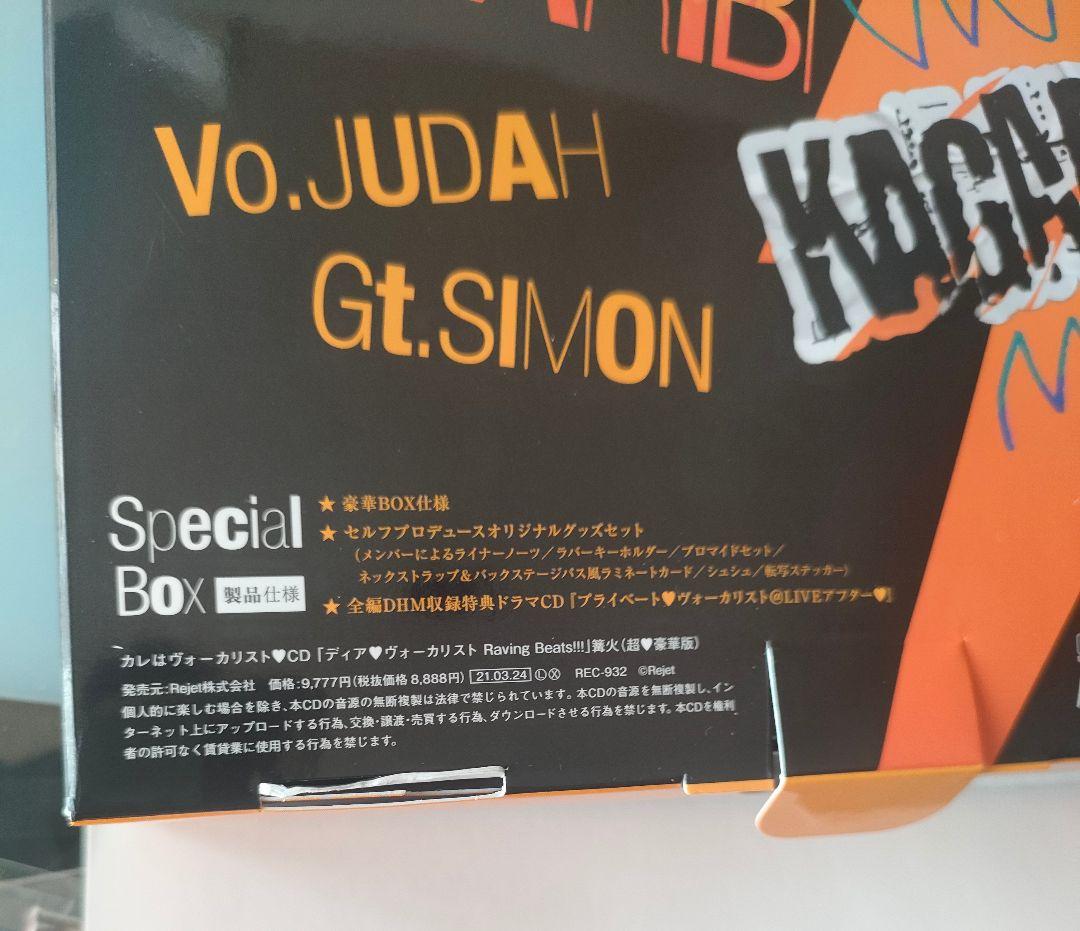 Vo.JUDAH
KAGA
Gt.SIMON
Special
Box 製品仕様
★ 豪華BOX仕様
★ セルフプロデュースオリジナルグッズセット
(メンバーによるライナーノーツ／ラバーキーホルダー／ブロマイドセット／
ネックストラップ&バックステージパス風ラミネートカード／シュシュ／転写ステッカー)
★ 全編DHM収録特典ドラマCD『プライベート♥ヴォーカリスト@LIVEアフター♥』
カレはヴォーカリスト♥CD「ディア♥ヴォーカリスト Raving Beats!!!」篝火(超♥豪華版)
発売元:Rejet株式会社 価格:9,777円(税抜価格 8,888円) 21.03.24 ⓁⓍ REC-932 ©Rejet
個人的に楽しむ場合を除き、本CDの音源の無断複製は法律で禁じられています。本CDの音源を無断複製し、イン
ターネット上にアップロードする行為、交換・譲渡・売買する行為、ダウンロードさせる行為を禁じます。本CDを権利
者の許可なく賃貸業に使用する行為を禁じます。